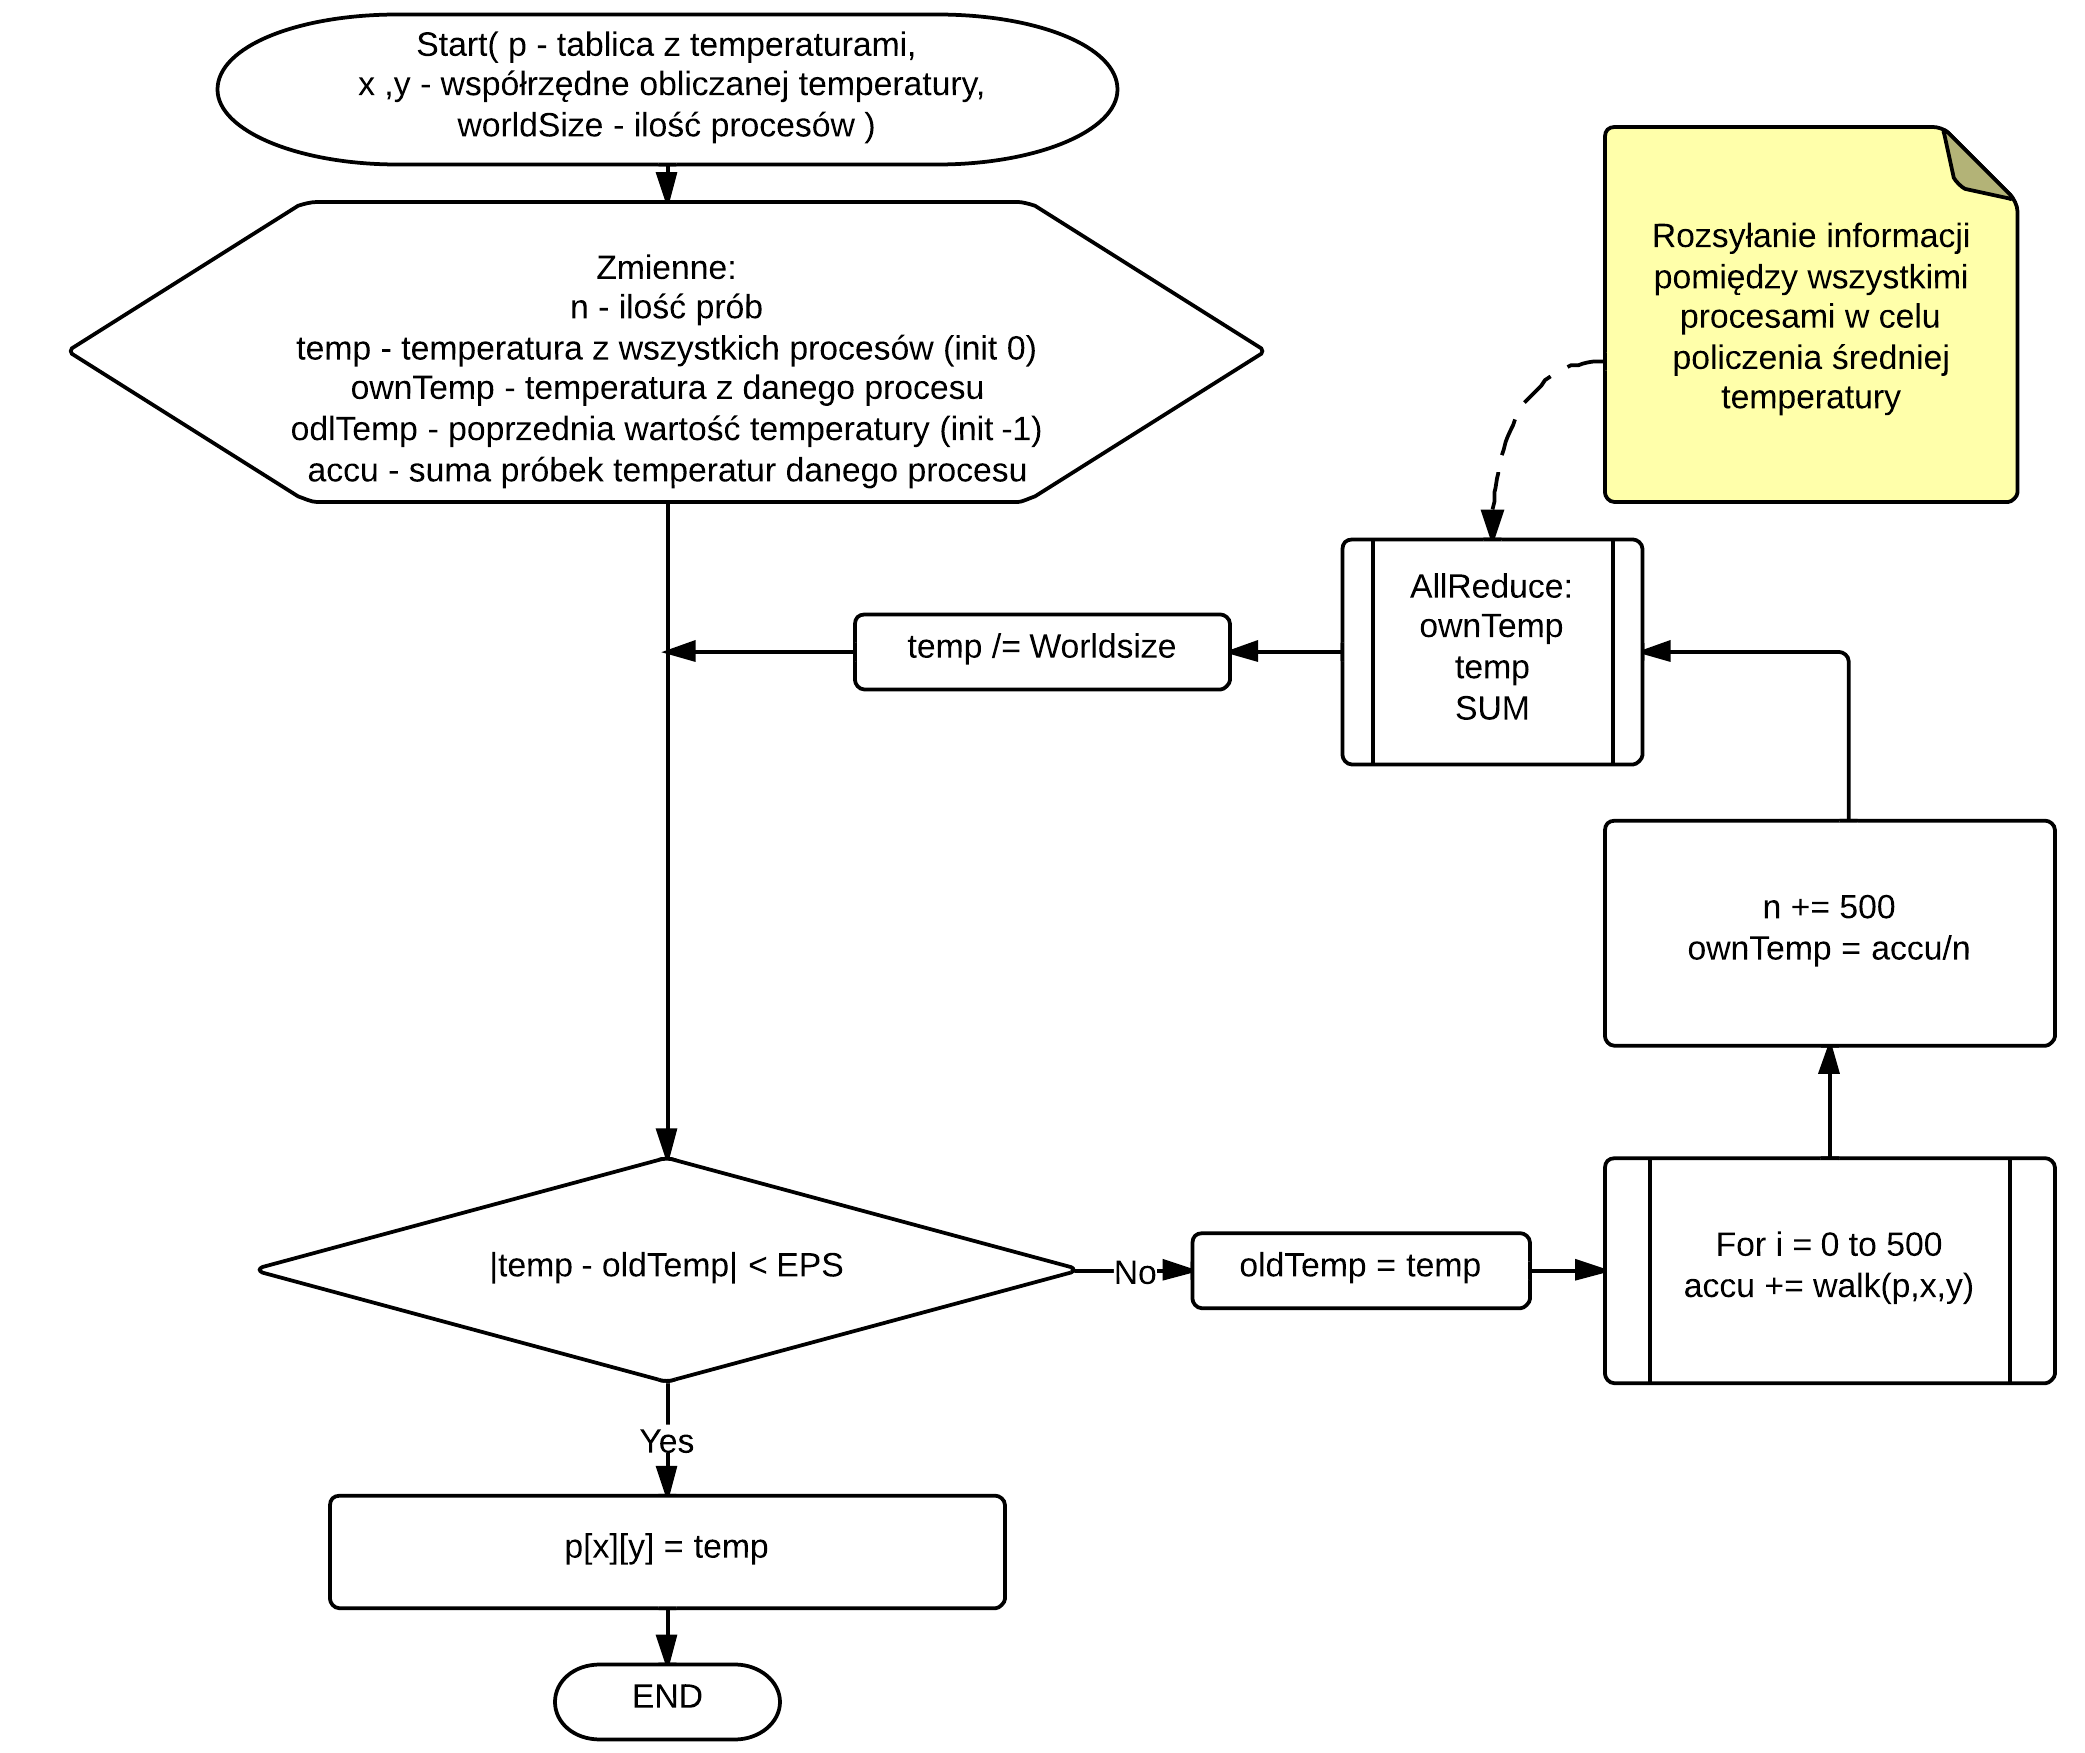 Start( p - tablica z temperaturami,
x ,y - współrzędne obliczanej temperatury,
worldSize - ilość procesów )
Zmienne:
n - ilość prób
temp - temperatura z wszystkich procesów (init 0)
ownTemp - temperatura z danego procesu
odlTemp - poprzednia wartość temperatury (init -1)
accu - suma próbek temperatur danego procesu
Rozsyłanie informacji
pomiędzy wszystkimi
procesami w celu
policzenia średniej
temperatury
AllReduce:
ownTemp
temp
SUM
temp /= Worldsize
n += 500
ownTemp = accu/n
|temp - oldTemp| < EPS
No
oldTemp = temp
For i = 0 to 500
accu += walk(p,x,y)
Yes
p[x][y] = temp
END